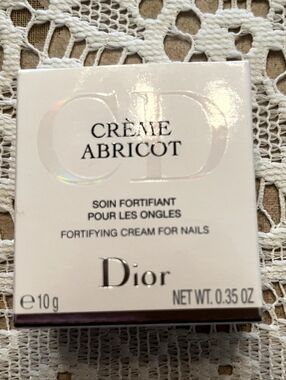 CD
CRÈME
ABRICOT
SOIN FORTIFIANT
POUR LES ONGLES
FORTIFYING CREAM FOR NAILS
Dior
℮10 g NET WT. 0.35 OZ